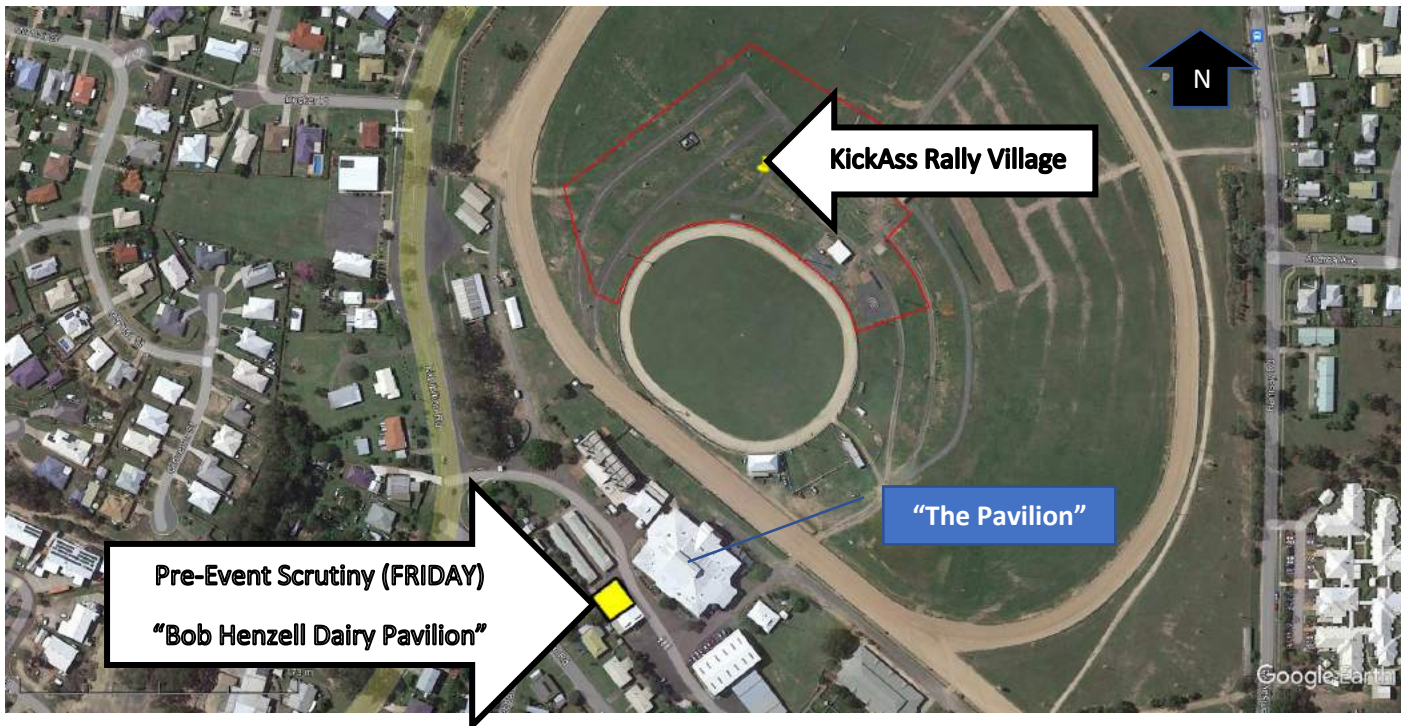 N
KickAss Rally Village
“The Pavilion”
Pre-Event Scrutiny (FRIDAY)
“Bob Henzell Dairy Pavilion”
Google Earth